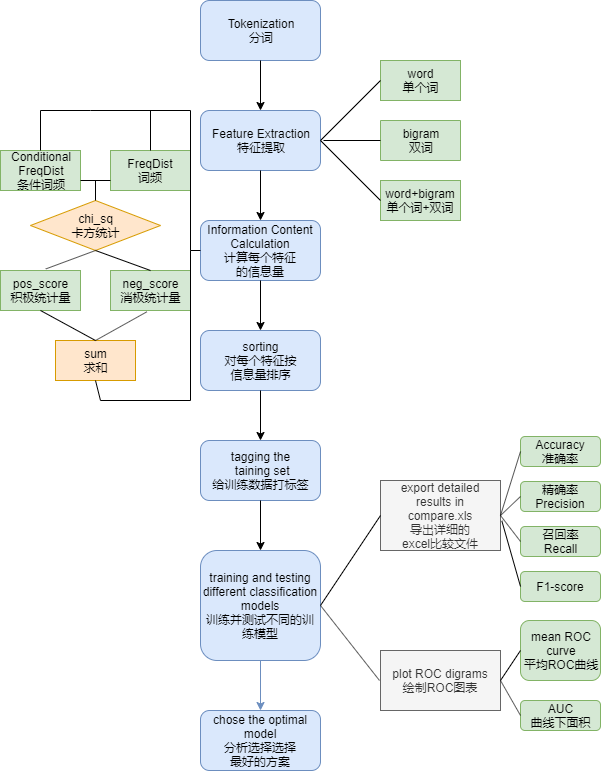 Tokenization
分词
Feature Extraction
特征提取
word
单个词
bigram
双词
word+bigram
单个词+双词
Conditional
FreqDist
条件词频
FreqDist
词频
chi_sq
卡方统计
pos_score
积极统计量
neg_score
消极统计量
sum
求和
Information Content
Calculation
计算每个特征
的信息量
sorting
对每个特征按
信息量排序
tagging the
taining set
给训练数据打标签
training and testing
different classification
models
训练并测试不同的训
练模型
export detailed
results in
compare.xls
导出详细的
excel比较文件
Accuracy
准确率
精确率
Precision
召回率
Recall
F1-score
plot ROC digrams
绘制ROC图表
mean ROC
curve
平均ROC曲线
AUC
曲线下面积
chose the optimal
model
分析选择选择
最好的方案